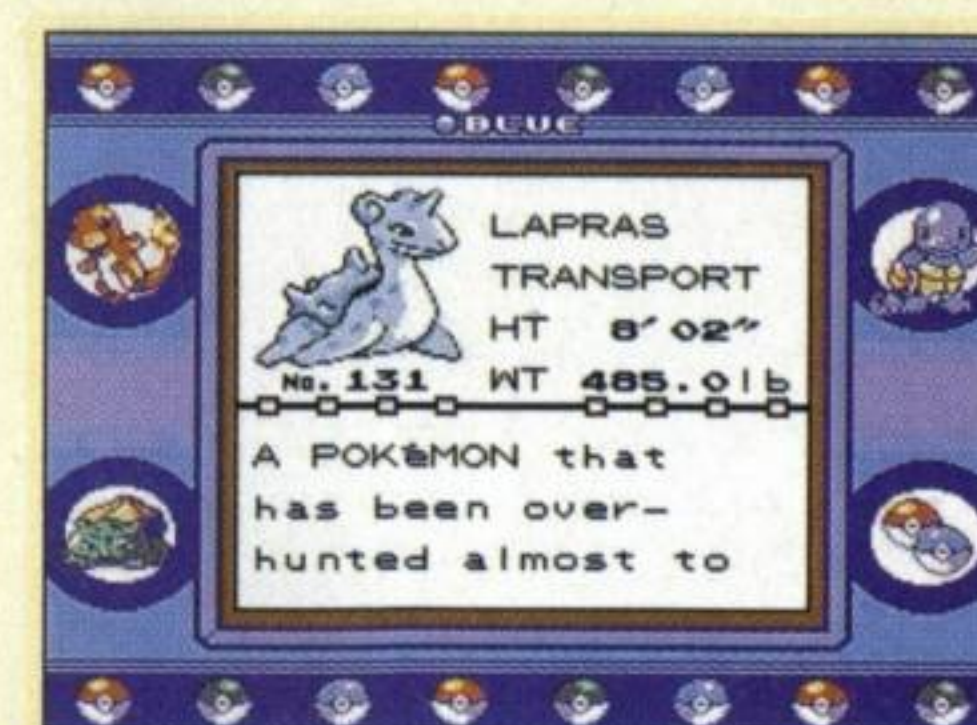 BLUE
LAPRAS
TRANSPORT
HT 8′02″
No. 131 WT 485.0lb
A POKéMON that
has been over-
hunted almost to